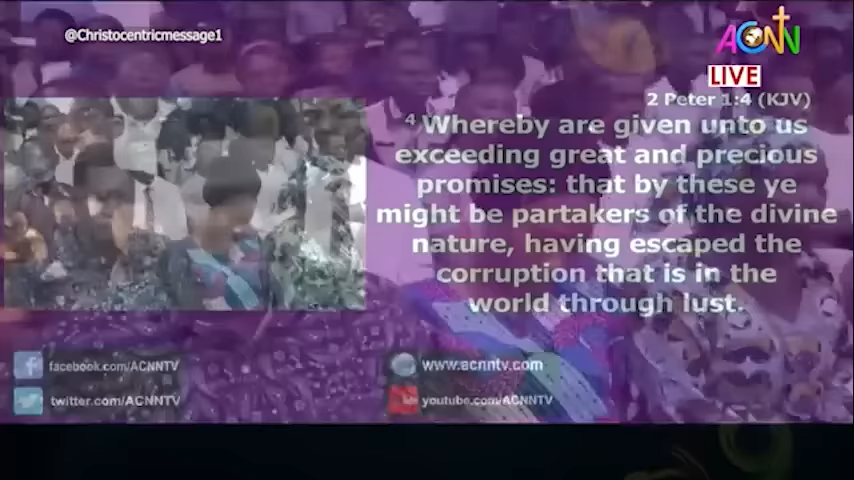 @Christocentricmessage1
ACNN
LIVE
2 Peter 1:4 (KJV)
4 Whereby are given unto us
exceeding great and precious
promises: that by these ye
might be partakers of the divine
nature, having escaped the
corruption that is in the
world through lust.
facebook.com/ACNNTV
www.acnntv.com
twitter.com/ACNNTV
youtube.com/ACNNTV